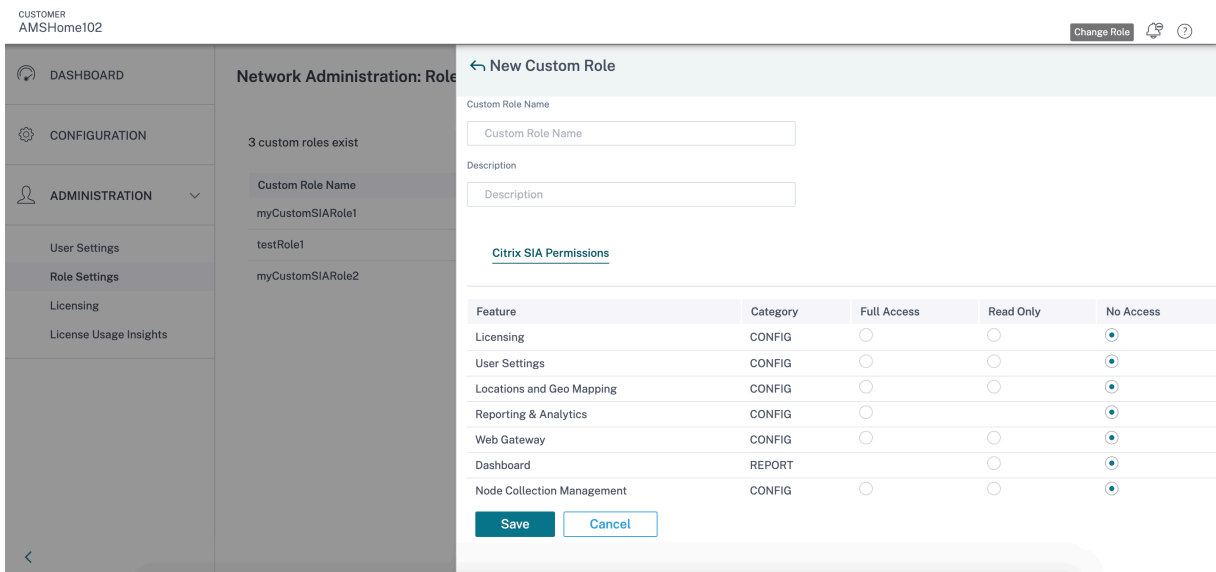 CUSTOMER
AMSHome102
Change Role
DASHBOARD
CONFIGURATION
ADMINISTRATION
User Settings
Role Settings
Licensing
License Usage Insights
Network Administration: Role
3 custom roles exist
Custom Role Name
myCustomSIARole1
testRole1
myCustomSIARole2
New Custom Role
Custom Role Name
Custom Role Name
Description
Description
Citrix SIA Permissions
Feature Category Full Access Read Only No Access
Licensing CONFIG
User Settings CONFIG
Locations and Geo Mapping CONFIG
Reporting & Analytics CONFIG
Web Gateway CONFIG
Dashboard REPORT
Node Collection Management CONFIG
Save Cancel